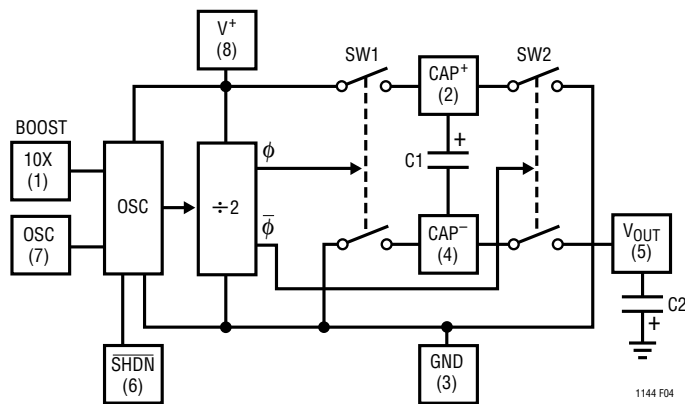 V+
(8)
SW1
CAP+
(2)
SW2
BOOST
10X
(1)
OSC
÷2
ϕ
+
C1
OSC
(7)
ϕ̅
CAP−
(4)
VOUT
(5)
C2
+
S̅H̅D̅N̅
(6)
GND
(3)
1144 F04